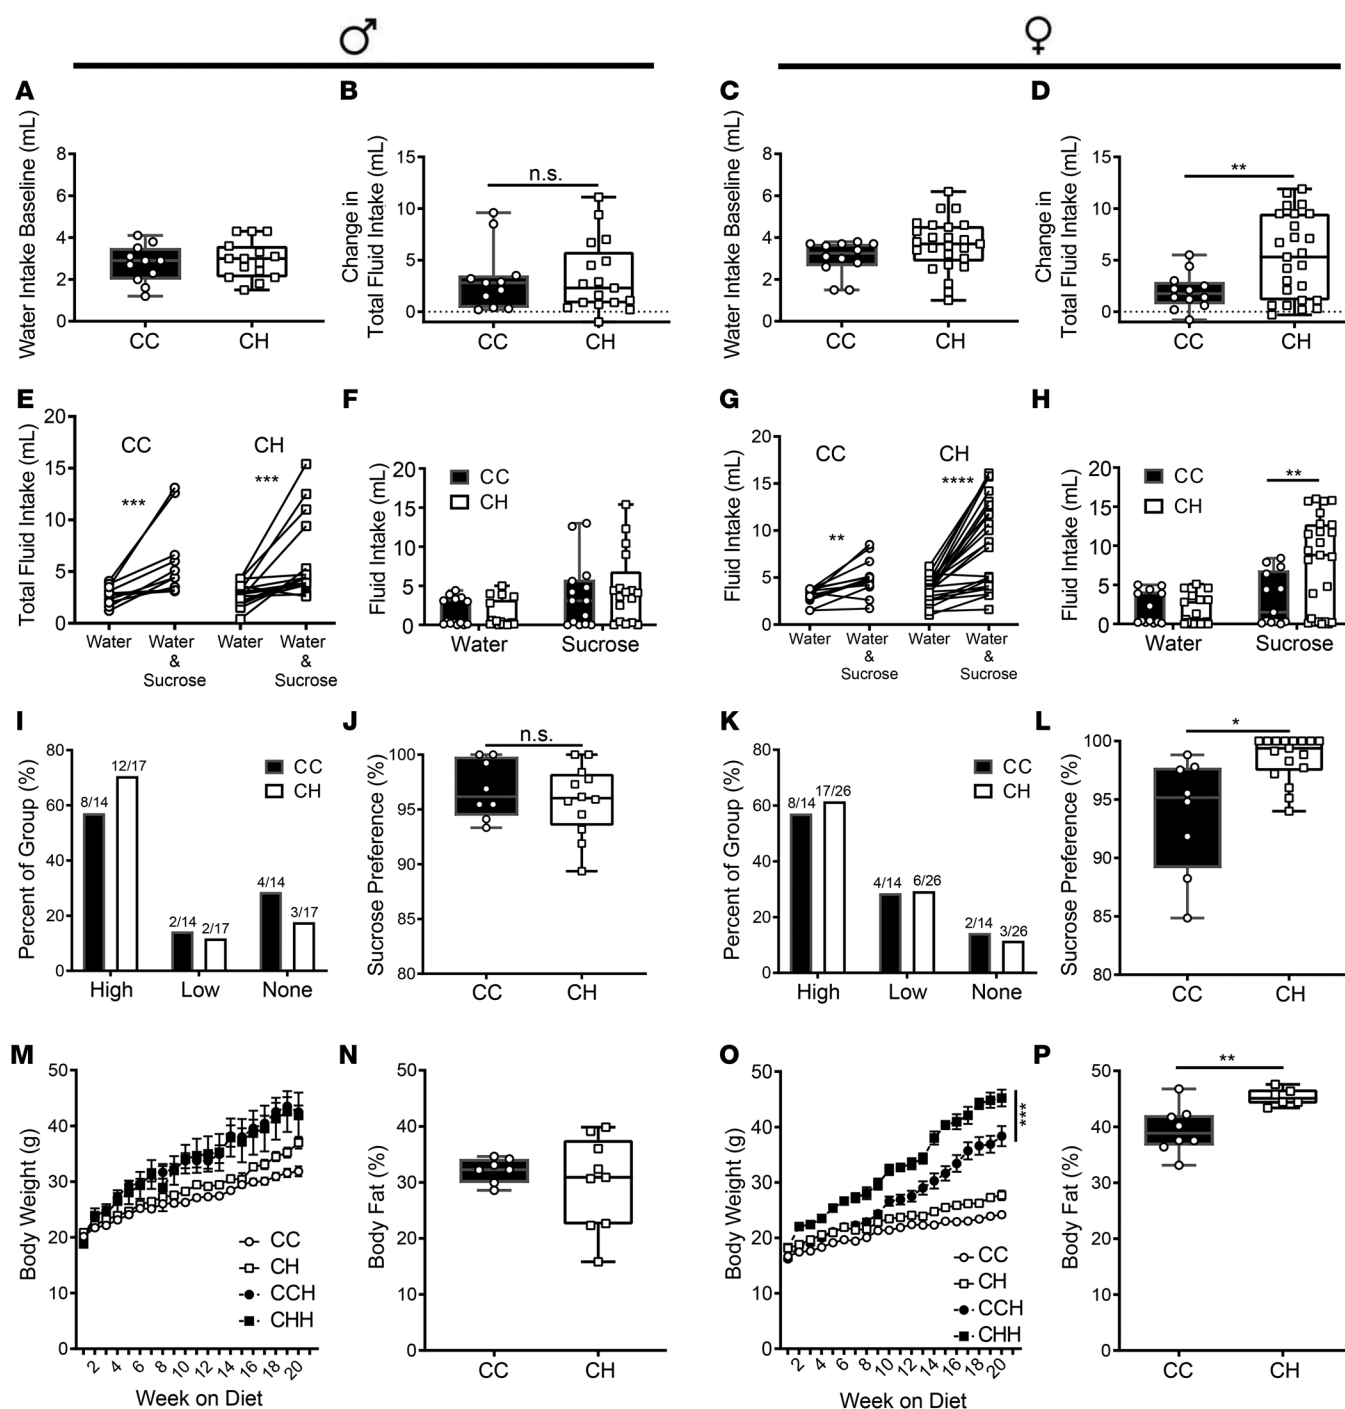 ♂ ♀
A B C D
Water Intake Baseline (mL)
8
6
4
2
0
CC CH
Change in
Total Fluid Intake (mL)
15
10
5
0
n.s.
CC CH
Water Intake Baseline (mL)
8
6
4
2
0
CC CH
Change in
Total Fluid Intake (mL)
15
10
5
0
**
CC CH
E F G H
Total Fluid Intake (mL)
20
15
10
5
0
CC CH
***
***
Water Water & Sucrose Water Water & Sucrose
Fluid Intake (mL)
20
15
10
5
0
CC
CH
Water Sucrose
Fluid Intake (mL)
20
15
10
5
0
CC CH
**
****
Water Water & Sucrose Water Water & Sucrose
Fluid Intake (mL)
20
15
10
5
0
CC
CH
**
Water Sucrose
I J K L
Percent of Group (%)
80
60
40
20
0
8/14 12/17
2/14 2/17
4/14 3/17
CC
CH
High Low None
Sucrose Preference (%)
100
95
90
85
80
n.s.
CC CH
Percent of Group (%)
80
60
40
20
0
8/14 17/26
4/14 6/26
2/14 3/26
CC
CH
High Low None
Sucrose Preference (%)
100
95
90
85
80
*
CC CH
M N O P
Body Weight (g)
50
40
30
20
10
0
CC
CH
CCH
CHH
2 4 6 8 10 12 14 16 18 20
Week on Diet
Body Fat (%)
50
40
30
20
10
0
CC CH
Body Weight (g)
50
40
30
20
10
0
***
CC
CH
CCH
CHH
2 4 6 8 10 12 14 16 18 20
Week on Diet
Body Fat (%)
50
40
30
20
10
0
**
CC CH